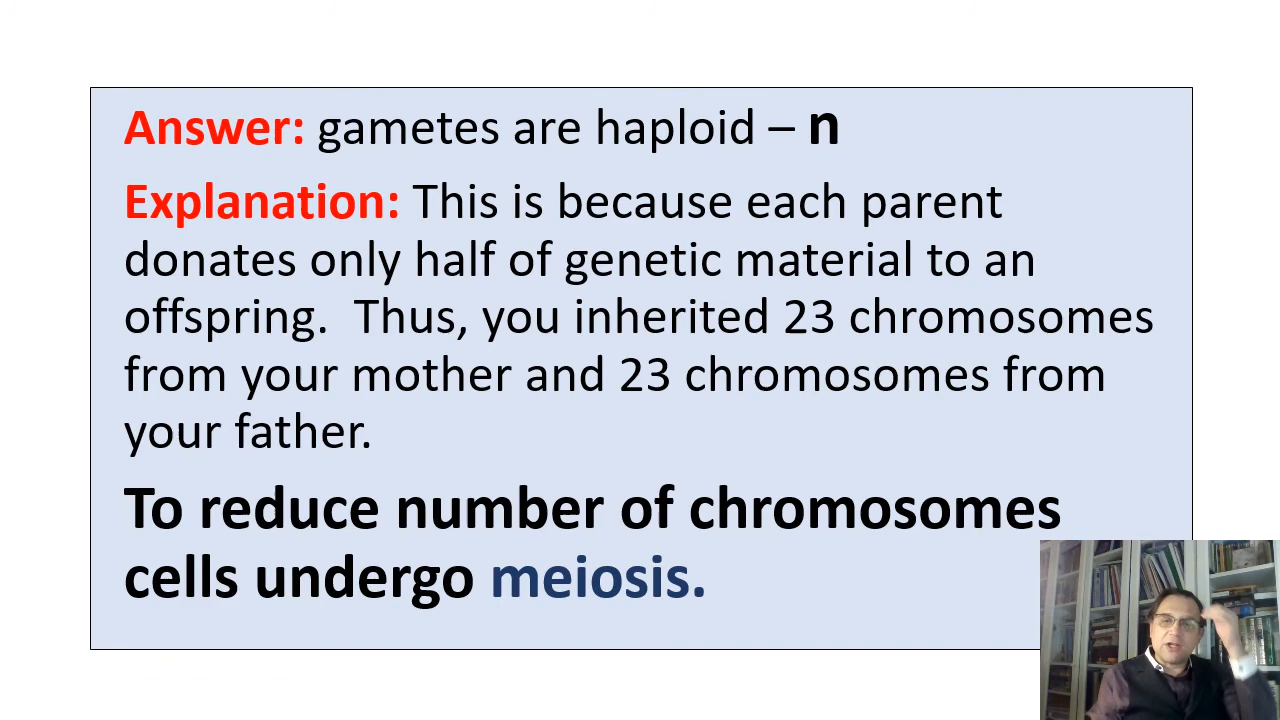 Answer: gametes are haploid – n
Explanation: This is because each parent
donates only half of genetic material to an
offspring.  Thus, you inherited 23 chromosomes
from your mother and 23 chromosomes from
your father.
To reduce number of chromosomes
cells undergo meiosis.